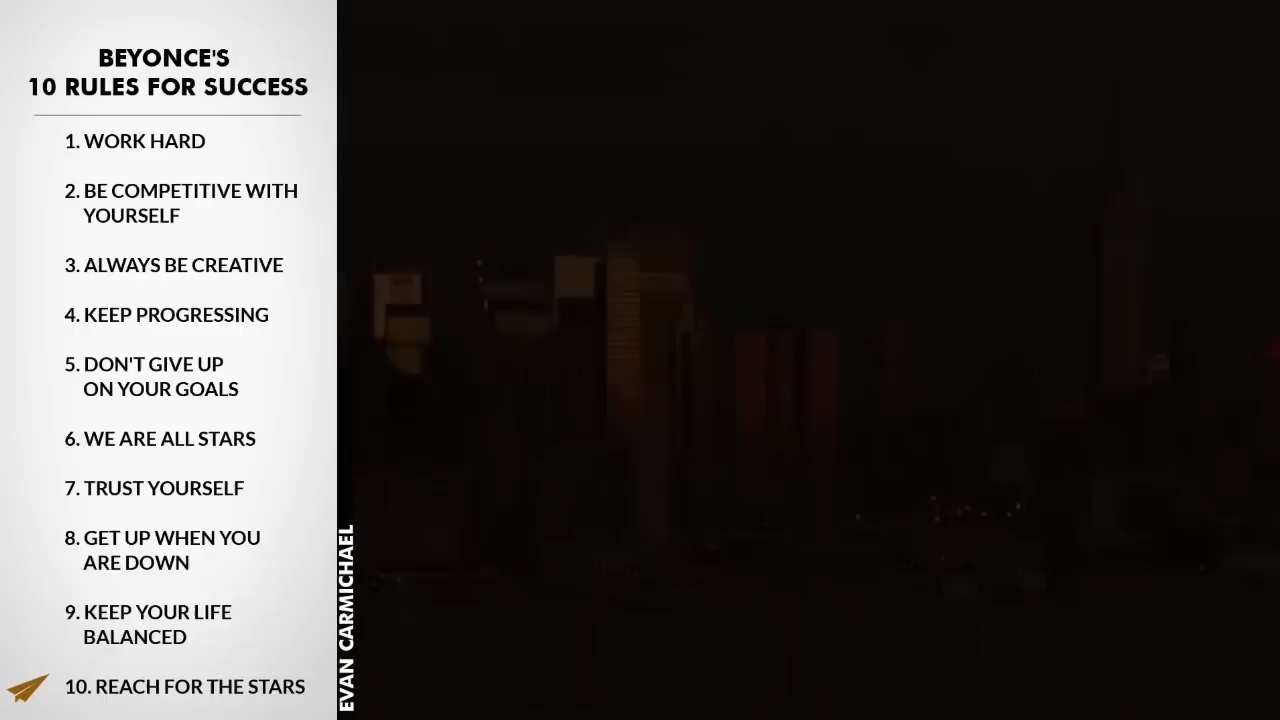 BEYONCE'S
10 RULES FOR SUCCESS
1. WORK HARD
2. BE COMPETITIVE WITH
YOURSELF
3. ALWAYS BE CREATIVE
4. KEEP PROGRESSING
5. DON'T GIVE UP
ON YOUR GOALS
6. WE ARE ALL STARS
7. TRUST YOURSELF
8. GET UP WHEN YOU
ARE DOWN
9. KEEP YOUR LIFE
BALANCED
10. REACH FOR THE STARS
EVAN CARMICHAEL